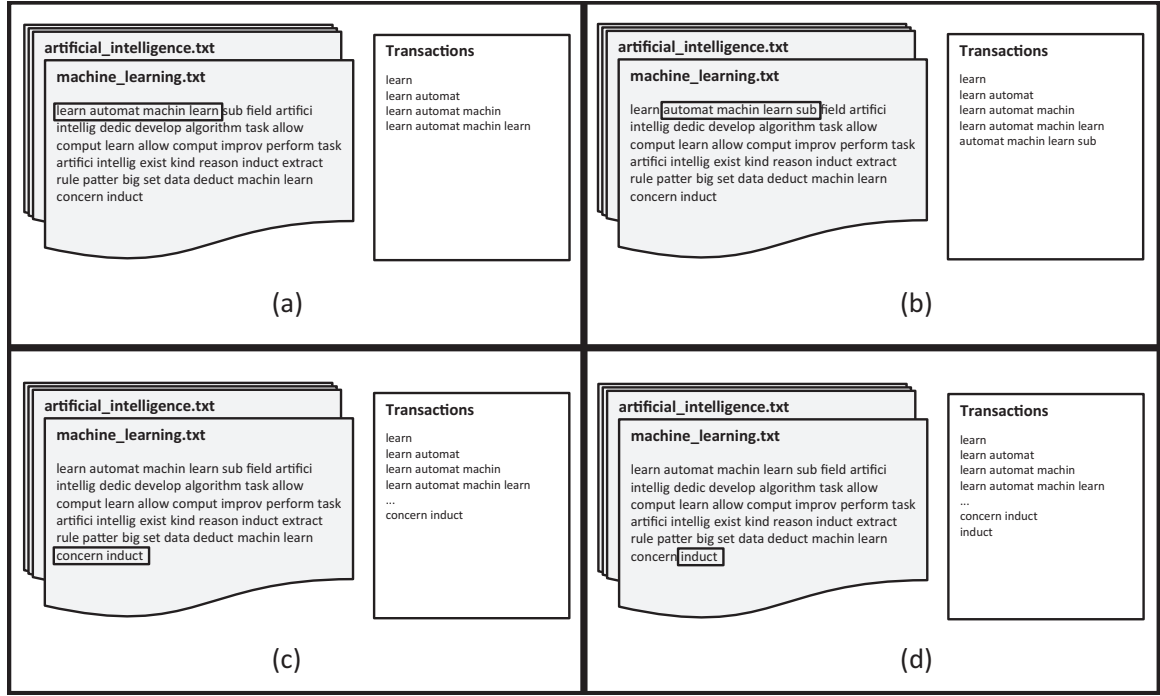 artificial_intelligence.txt
machine_learning.txt
learn automat machin learn sub field artifici
intellig dedic develop algorithm task allow
comput learn allow comput improv perform task
artifici intellig exist kind reason induct extract
rule patter big set data deduct machin learn
concern induct
Transactions
learn
learn automat
learn automat machin
learn automat machin learn
(a)
artificial_intelligence.txt
machine_learning.txt
learn automat machin learn sub field artifici
intellig dedic develop algorithm task allow
comput learn allow comput improv perform task
artifici intellig exist kind reason induct extract
rule patter big set data deduct machin learn
concern induct
Transactions
learn
learn automat
learn automat machin
learn automat machin learn
automat machin learn sub
(b)
artificial_intelligence.txt
machine_learning.txt
learn automat machin learn sub field artifici
intellig dedic develop algorithm task allow
comput learn allow comput improv perform task
artifici intellig exist kind reason induct extract
rule patter big set data deduct machin learn
concern induct
Transactions
learn
learn automat
learn automat machin
learn automat machin learn
...
concern induct
(c)
artificial_intelligence.txt
machine_learning.txt
learn automat machin learn sub field artifici
intellig dedic develop algorithm task allow
comput learn allow comput improv perform task
artifici intellig exist kind reason induct extract
rule patter big set data deduct machin learn
concern induct
Transactions
learn
learn automat
learn automat machin
learn automat machin learn
...
concern induct
induct
(d)